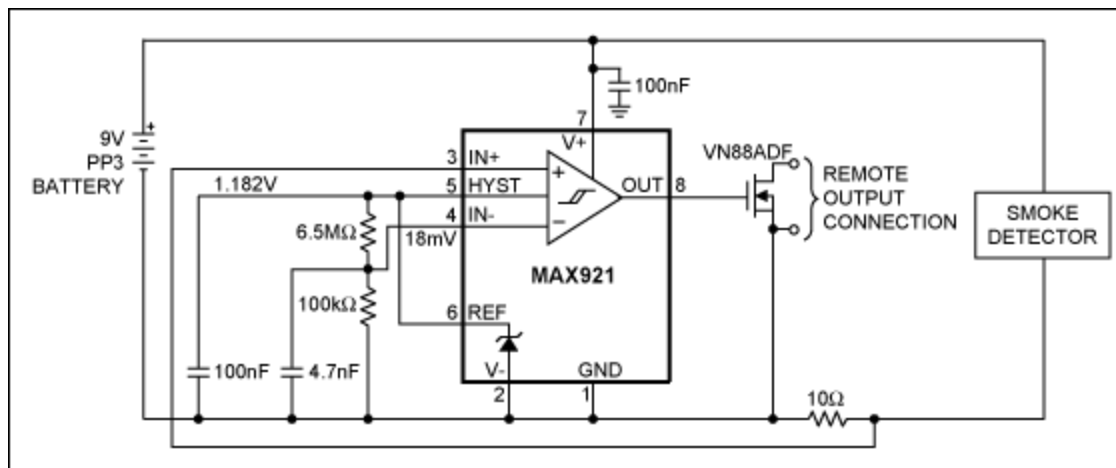 9V
PP3
BATTERY
+
100nF
7
V+
3 IN+
+
1.182V
5 HYST
OUT 8
4 IN-
−
18mV
6.5MΩ
MAX921
100kΩ
6 REF
100nF
4.7nF
V-
2
GND
1
VN88ADF
REMOTE
OUTPUT
CONNECTION
SMOKE
DETECTOR
10Ω